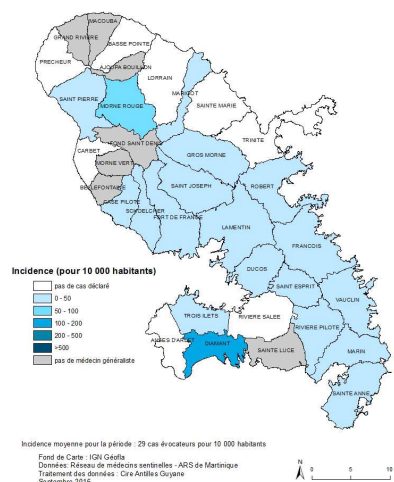 MACOUBA
GRAND RIVIERE
BASSE POINTE
PRECHEUR
AJOUPA BOUILLON
LORRAIN
MARIGOT
SAINT PIERRE
MORNE ROUGE
SAINTE MARIE
FOND SAINT DENIS
TRINITE
CARBET
MORNE VERT
GROS MORNE
BELLEFONTAINE
CASE PILOTE
SAINT JOSEPH
ROBERT
SCHOELCHER
FORT DE FRANCE
LAMENTIN
FRANCOIS
DUCOS
SAINT ESPRIT
VAUCLIN
TROIS ILETS
RIVIERE SALEE
RIVIERE PILOTE
ANSES D'ARLET
DIAMANT
SAINTE LUCE
MARIN
SAINTE ANNE
Incidence (pour 10 000 habitants)
pas de cas déclaré
0 - 50
50 - 100
100 - 200
200 - 500
>500
pas de médecin généraliste
Incidence moyenne pour la période : 29 cas évocateurs pour 10 000 habitants
Fond de Carte : IGN Géofla
Données: Réseau de médecins sentinelles - ARS de Martinique
Traitement des données : Cire Antilles Guyane
Septembre 2016
N
0 5 10